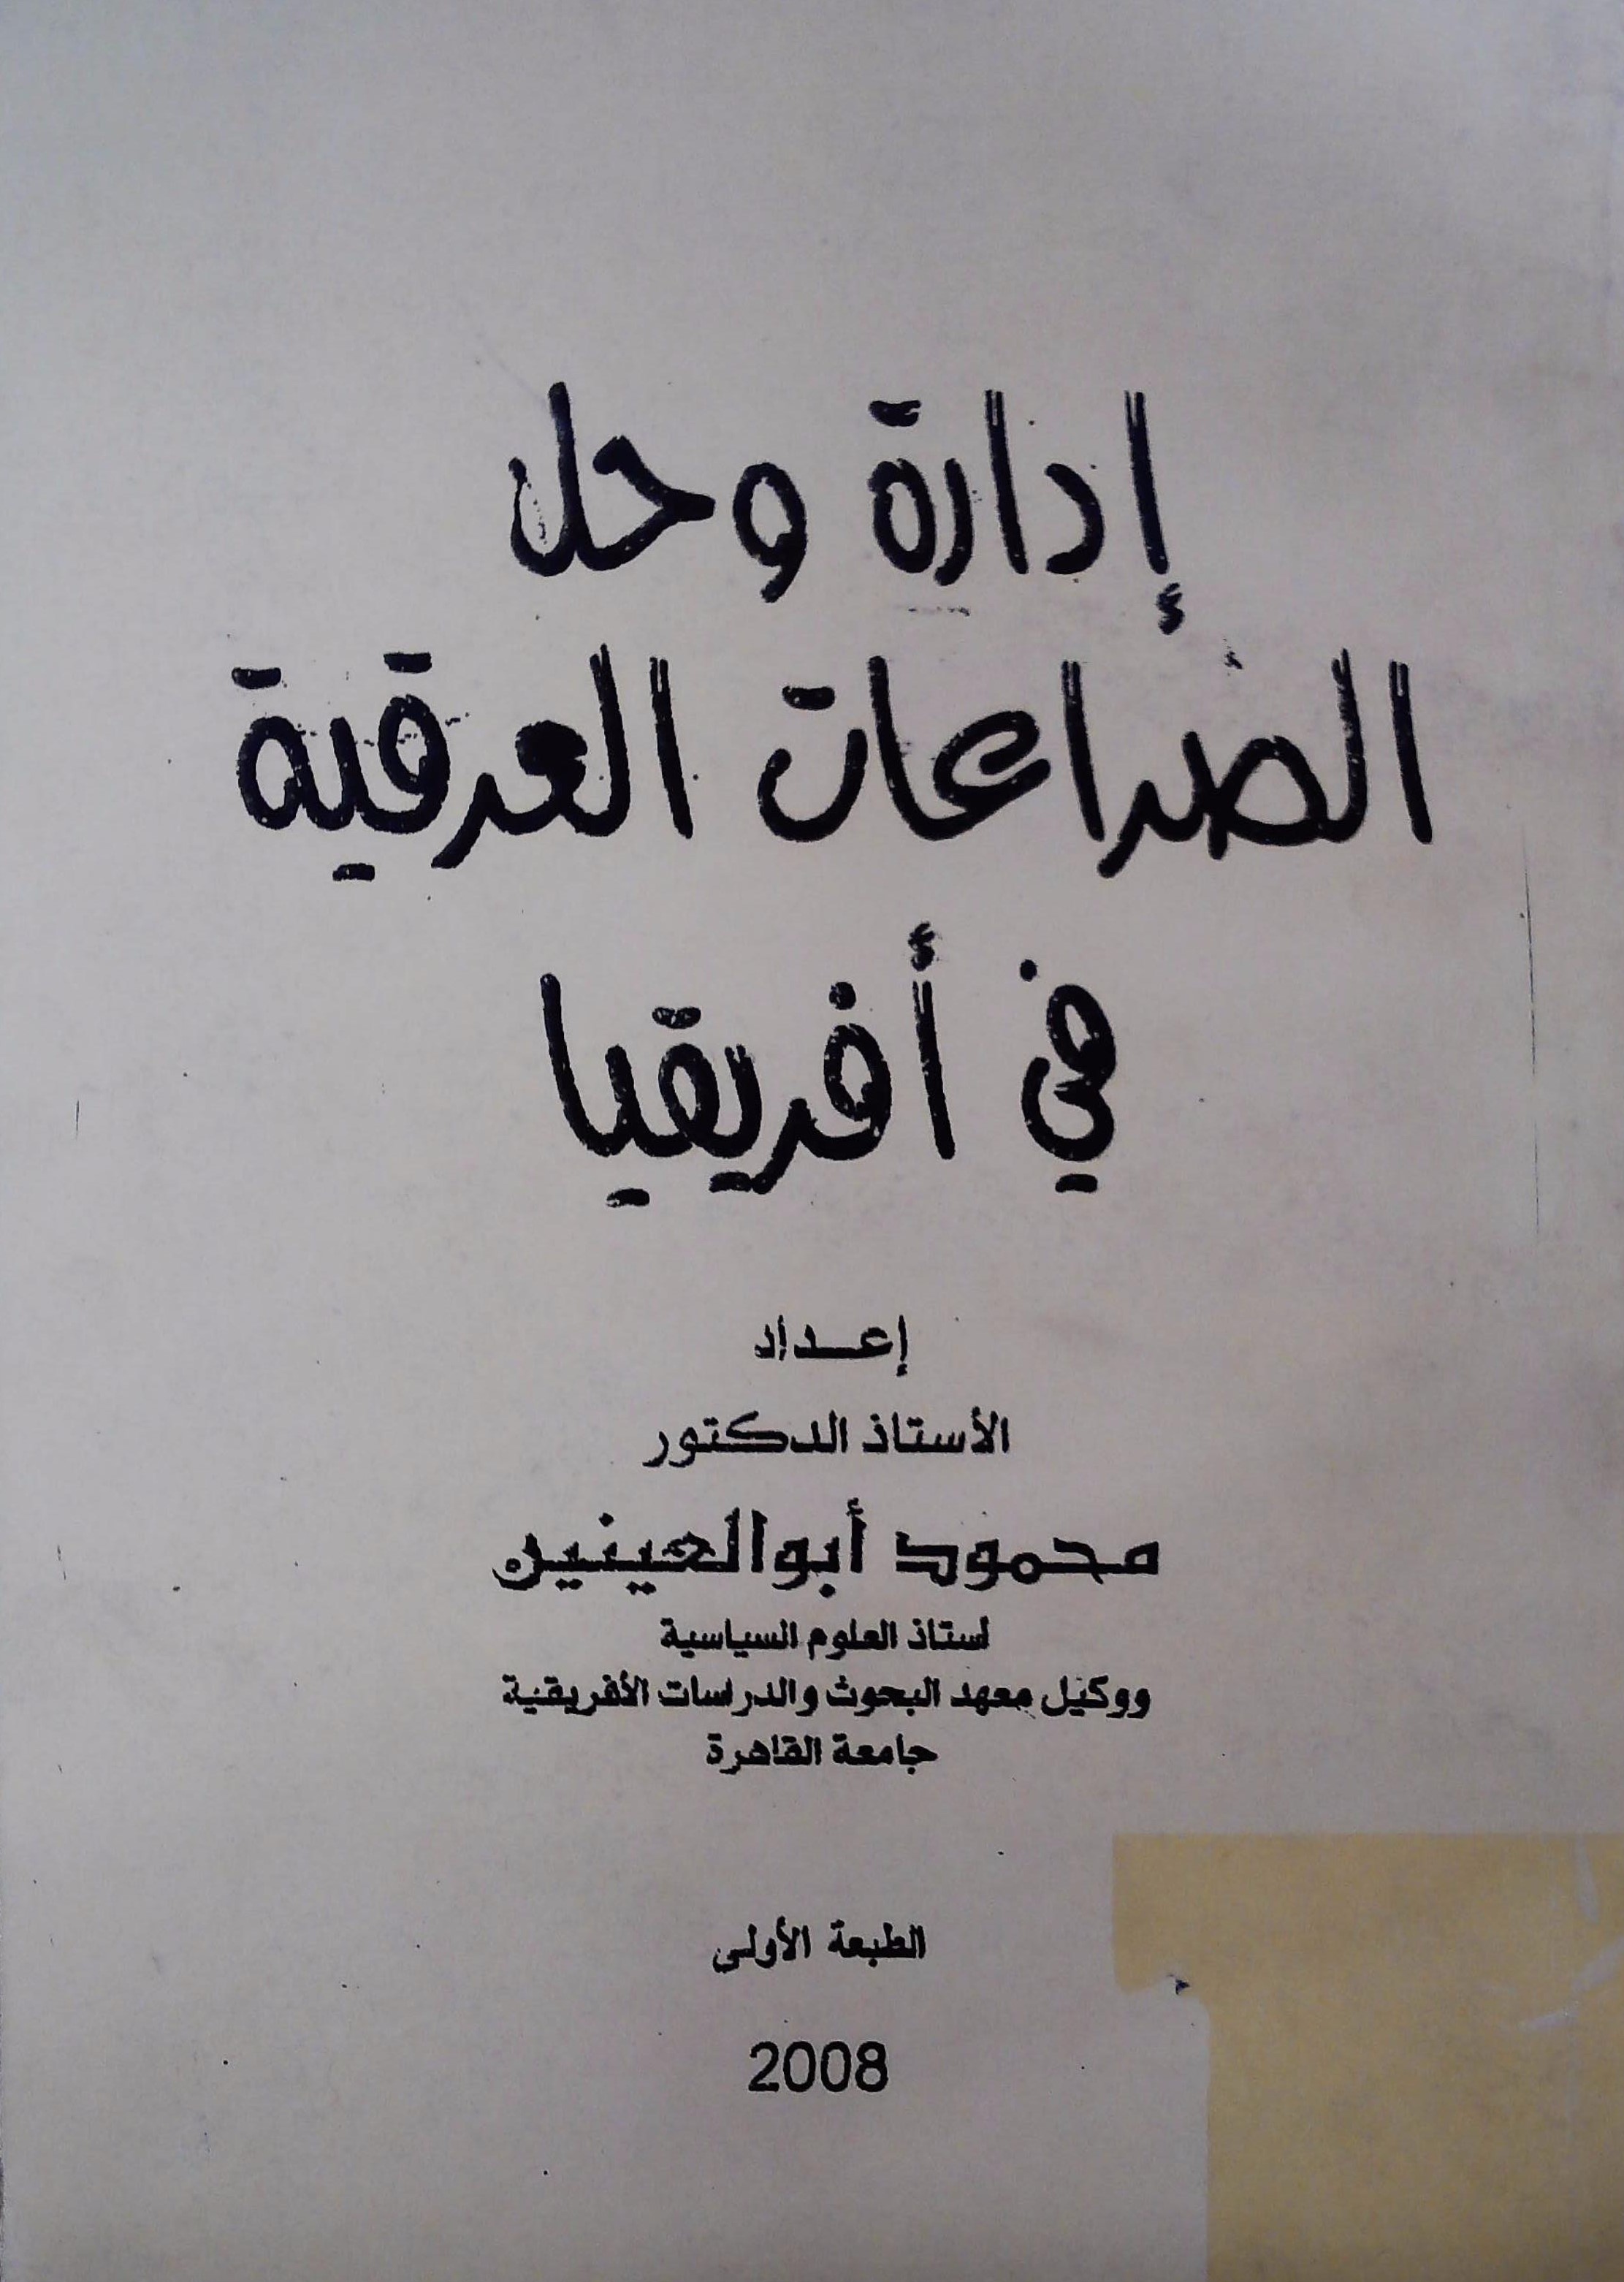 إدارة وحل
الصراعات العرقية
في أفريقيا
إعداد
الأستاذ الدكتور
محمود أبوالعينين
استاذ العلوم السياسية
ووكيل معهد البحوث والدراسات الأفريقية
جامعة القاهرة
الطبعة الأولى
2008